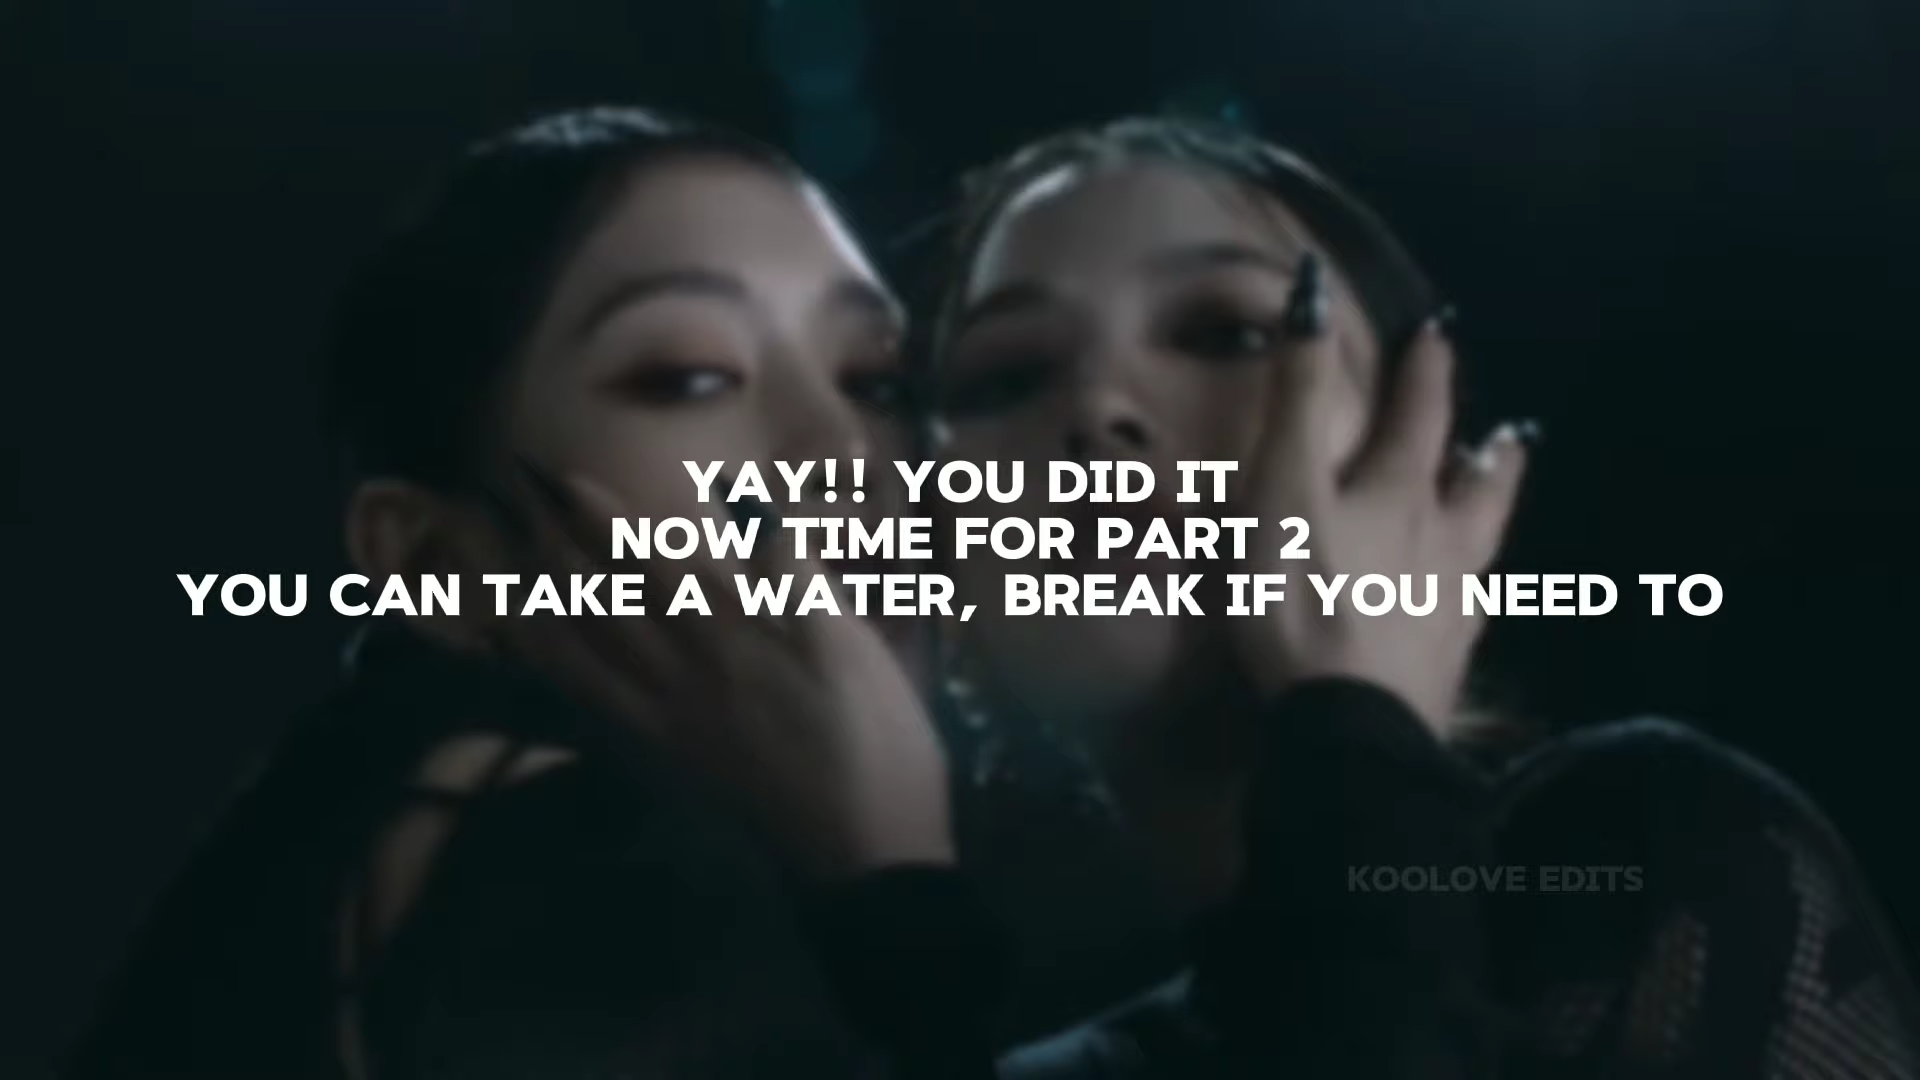 YAY!! YOU DID IT
NOW TIME FOR PART 2
YOU CAN TAKE A WATER, BREAK IF YOU NEED TO
KOOLOVE EDITS